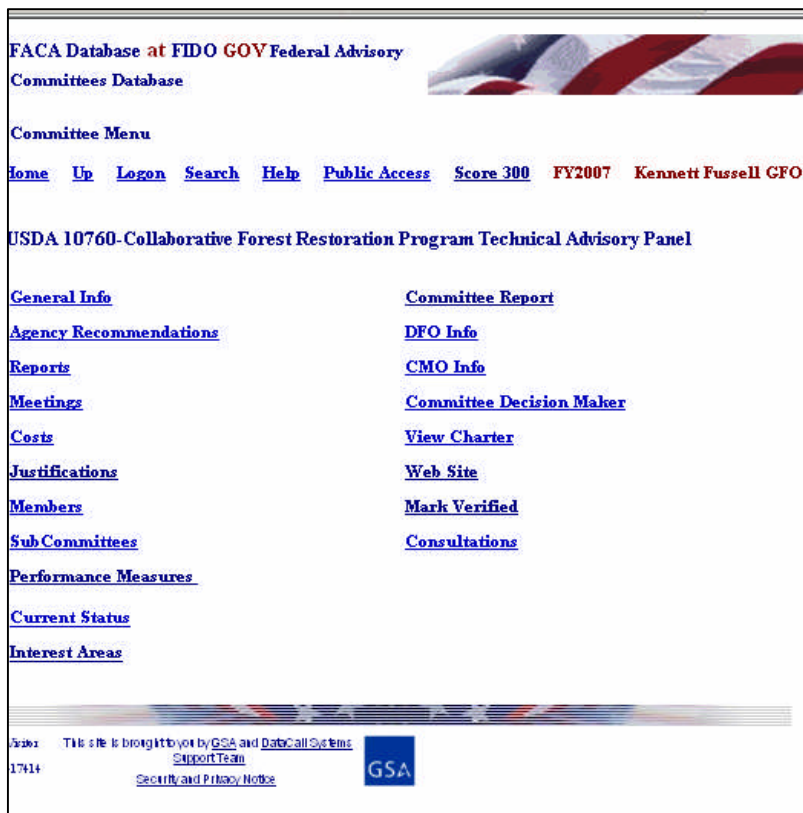 FACA Database at FIDO GOV Federal Advisory
Committees Database
Committee Menu
Home Up Logon Search Help Public Access Score 300 FY2007 Kennett Fussell GFO
USDA 10760-Collaborative Forest Restoration Program Technical Advisory Panel
General Info
Agency Recommendations
Reports
Meetings
Costs
Justifications
Members
SubCommittees
Performance Measures
Current Status
Interest Areas
Committee Report
DFO Info
CMO Info
Committee Decision Maker
View Charter
Web Site
Mark Verified
Consultations
Visitor
17414
This site is brought to you by GSA and DataCall Systems
Support Team
Security and Privacy Notice
GSA